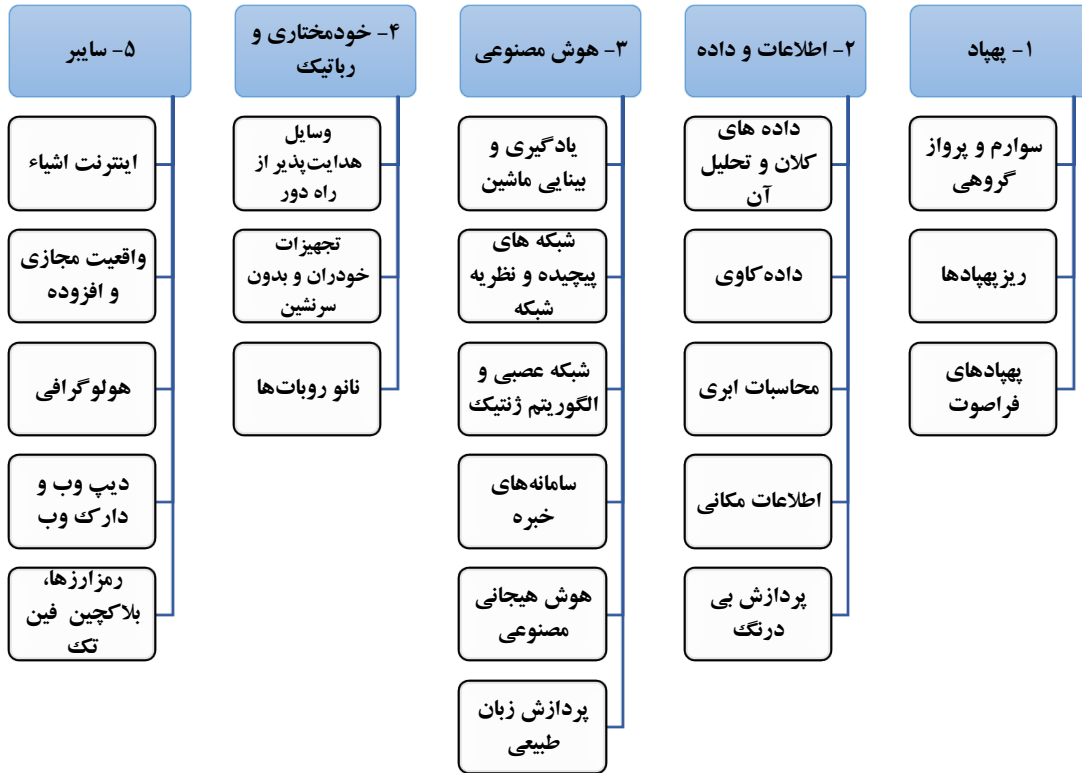 ۱- پهپاد
سوارم و پرواز
گروهی
ریزپهپادها
پهپادهای
فراصوت
۲- اطلاعات و داده
داده های
کلان و تحلیل
آن
داده‌کاوی
محاسبات ابری
اطلاعات مکانی
پردازش بی
درنگ
۳- هوش مصنوعی
یادگیری و
بینایی ماشین
شبکه های
پیچیده و نظریه
شبکه
شبکه عصبی و
الگوریتم ژنتیک
سامانه‌های
خبره
هوش هیجانی
مصنوعی
پردازش زبان
طبیعی
۴- خودمختاری و
رباتیک
وسایل
هدایت‌پذیر از
راه دور
تجهیزات
خودران و بدون
سرنشین
نانو روبات‌ها
۵- سایبر
اینترنت اشیاء
واقعیت مجازی
و افزوده
هولوگرافی
دیپ وب و
دارک وب
رمزارزها،
بلاکچین فین
تک